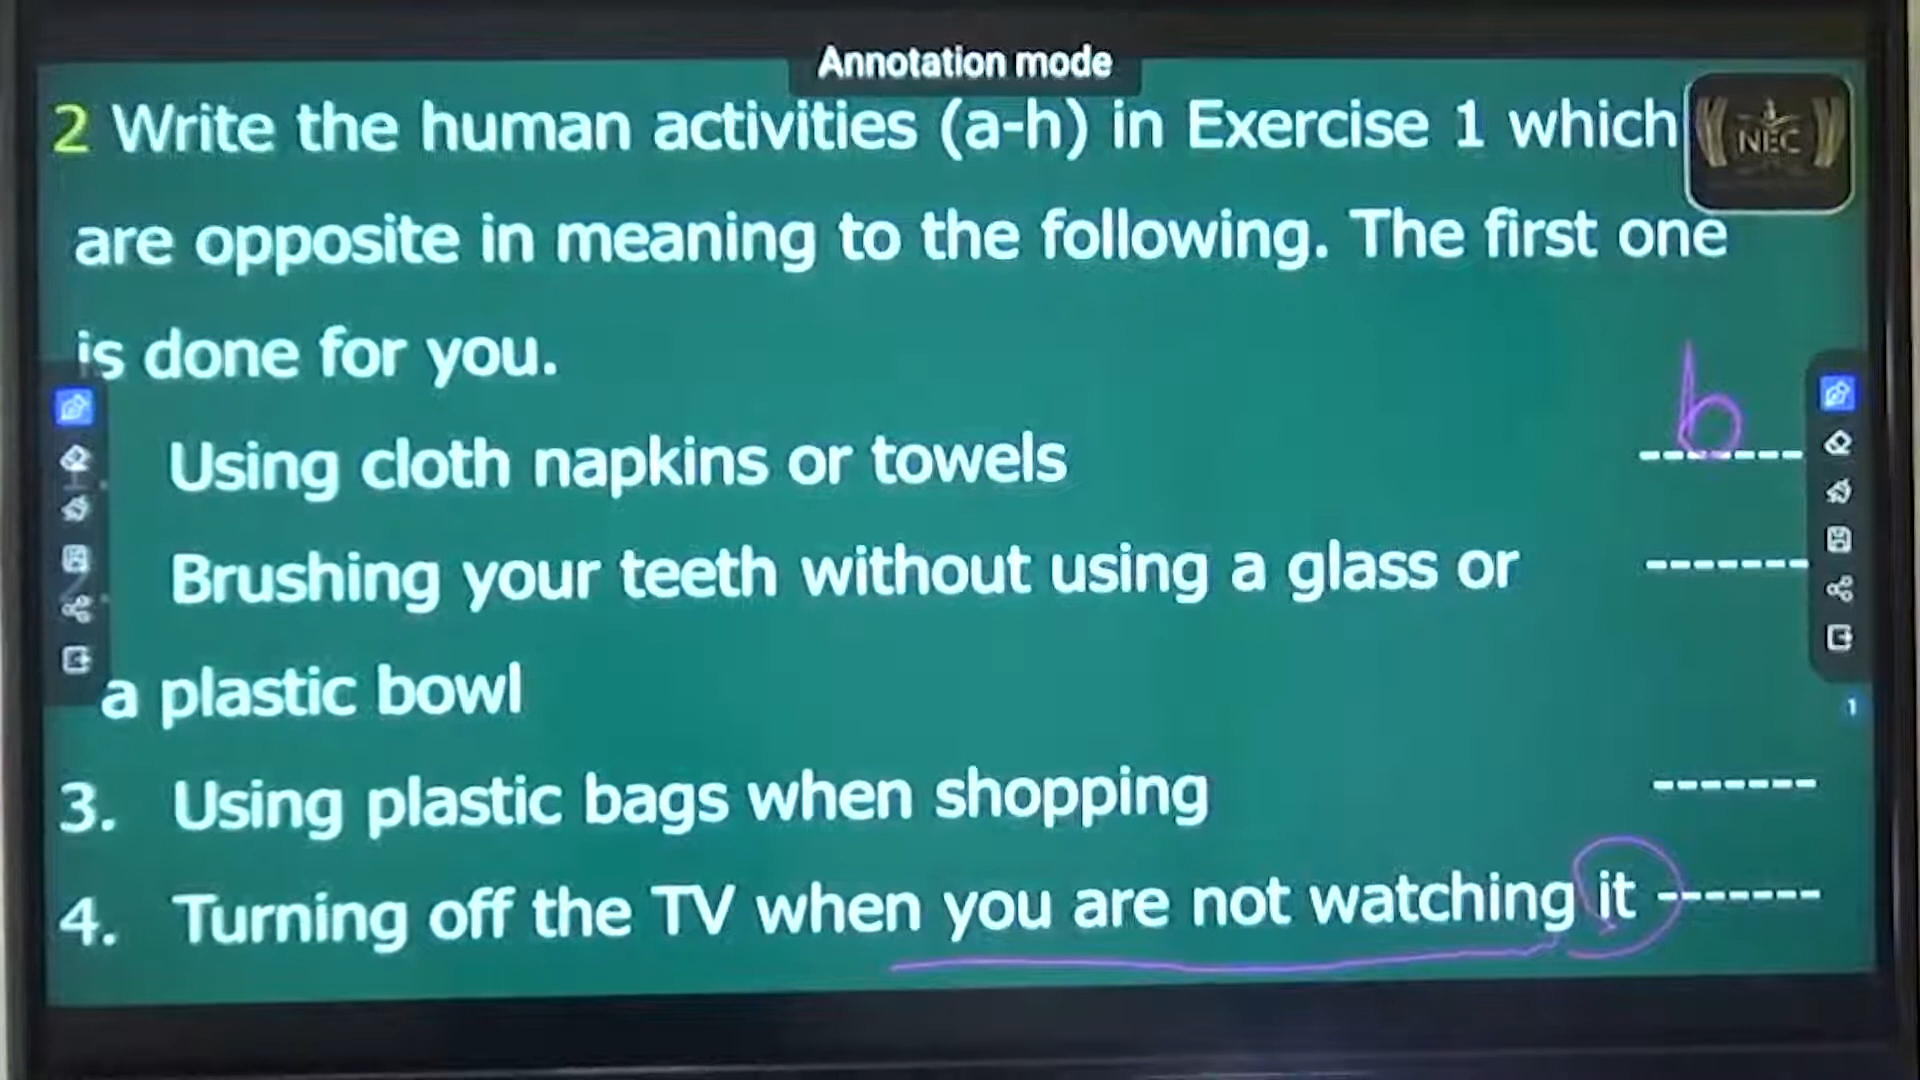 Annotation mode
2 Write the human activities (a-h) in Exercise 1 which
NEC
are opposite in meaning to the following. The first one
is done for you.
b
Using cloth napkins or towels -------
Brushing your teeth without using a glass or -------
a plastic bowl
1
3. Using plastic bags when shopping -------
4. Turning off the TV when you are not watching it -------